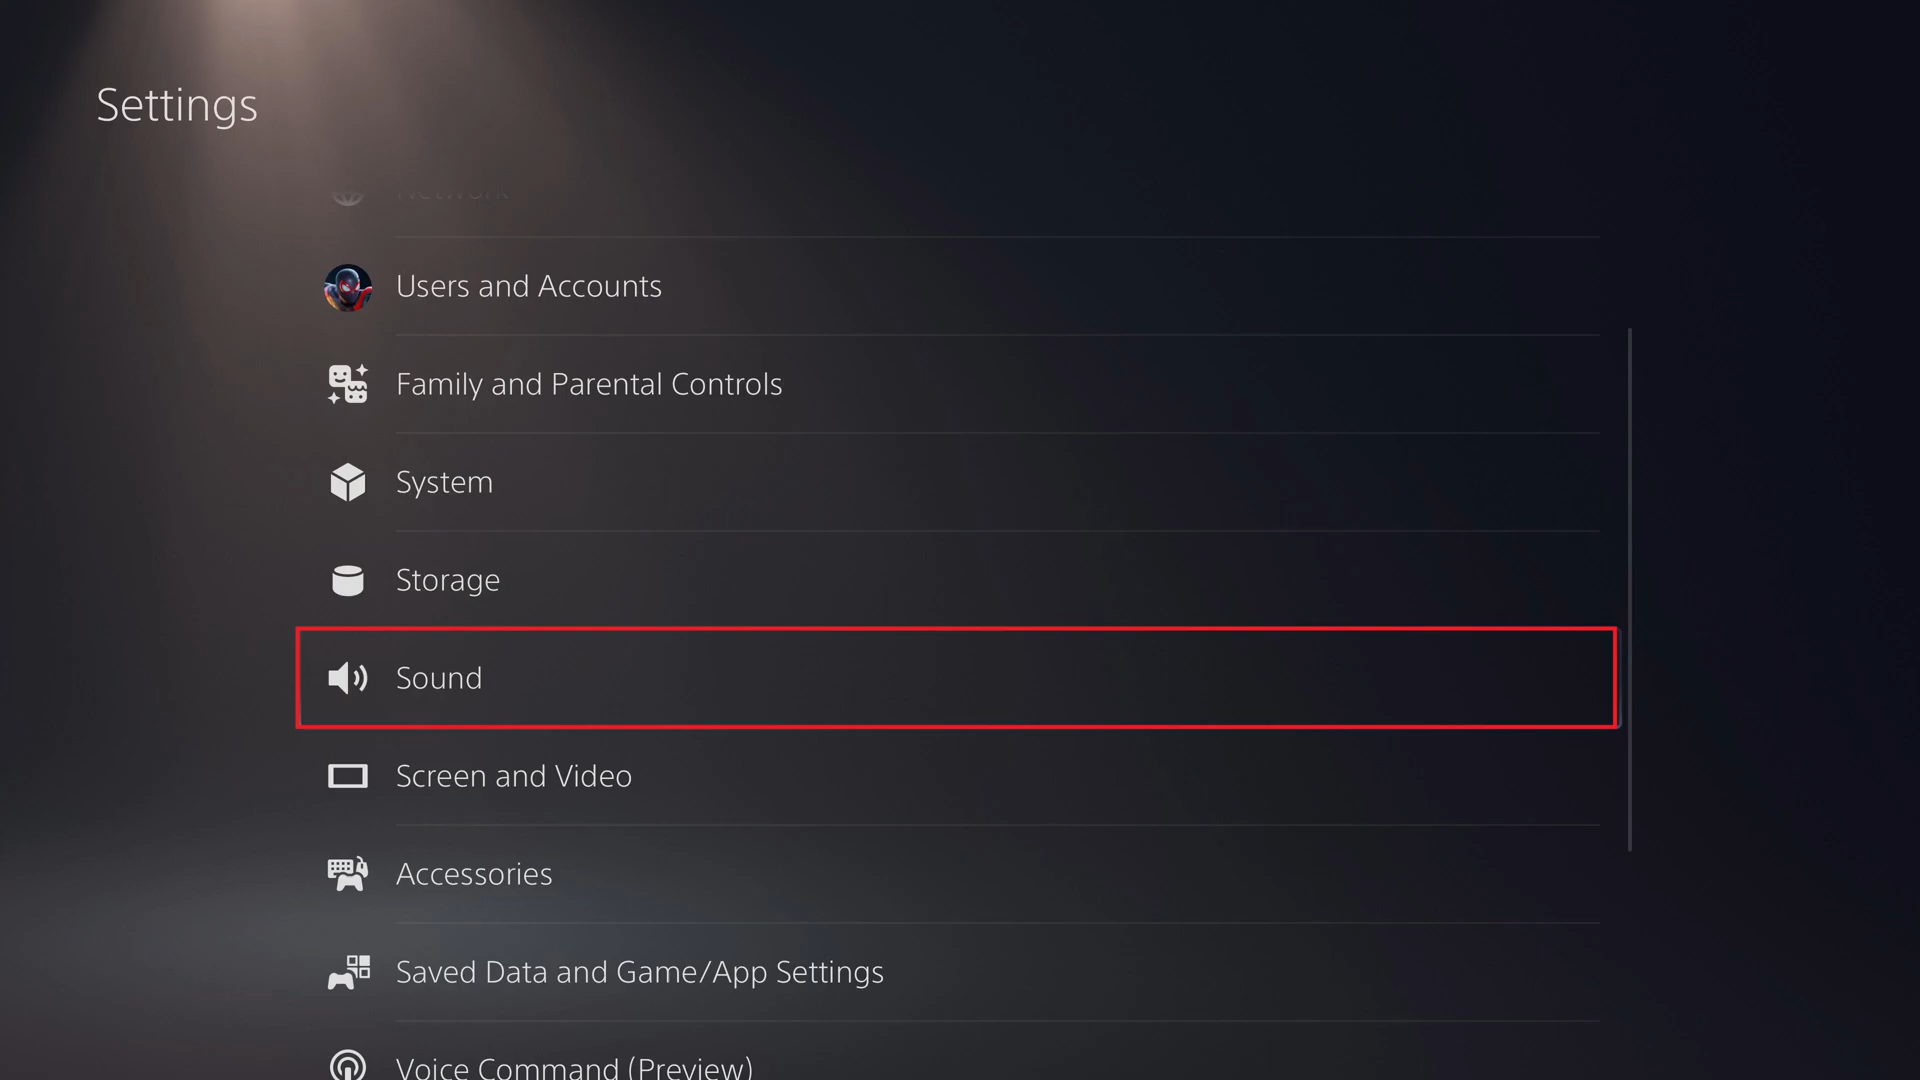 Settings
Network
Users and Accounts
Family and Parental Controls
System
Storage
Sound
Screen and Video
Accessories
Saved Data and Game/App Settings
Voice Command (Preview)